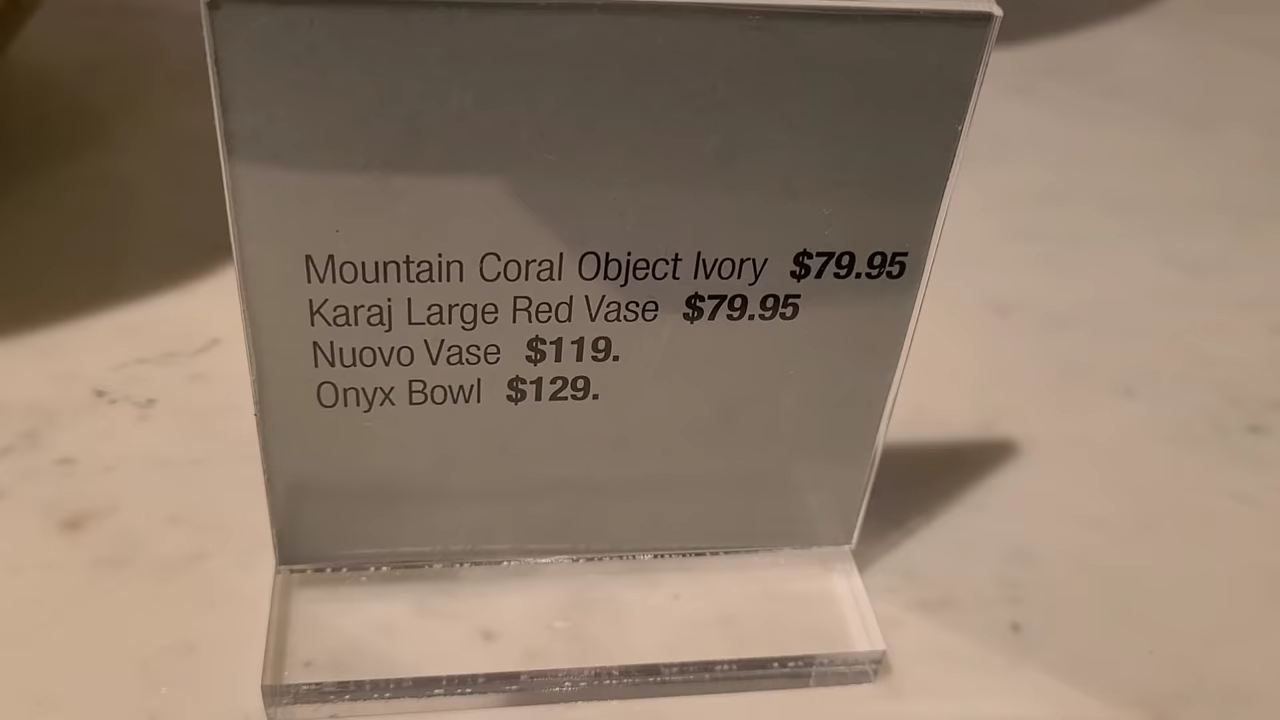 Mountain Coral Object Ivory $79.95
Karaj Large Red Vase $79.95
Nuovo Vase $119.
Onyx Bowl $129.